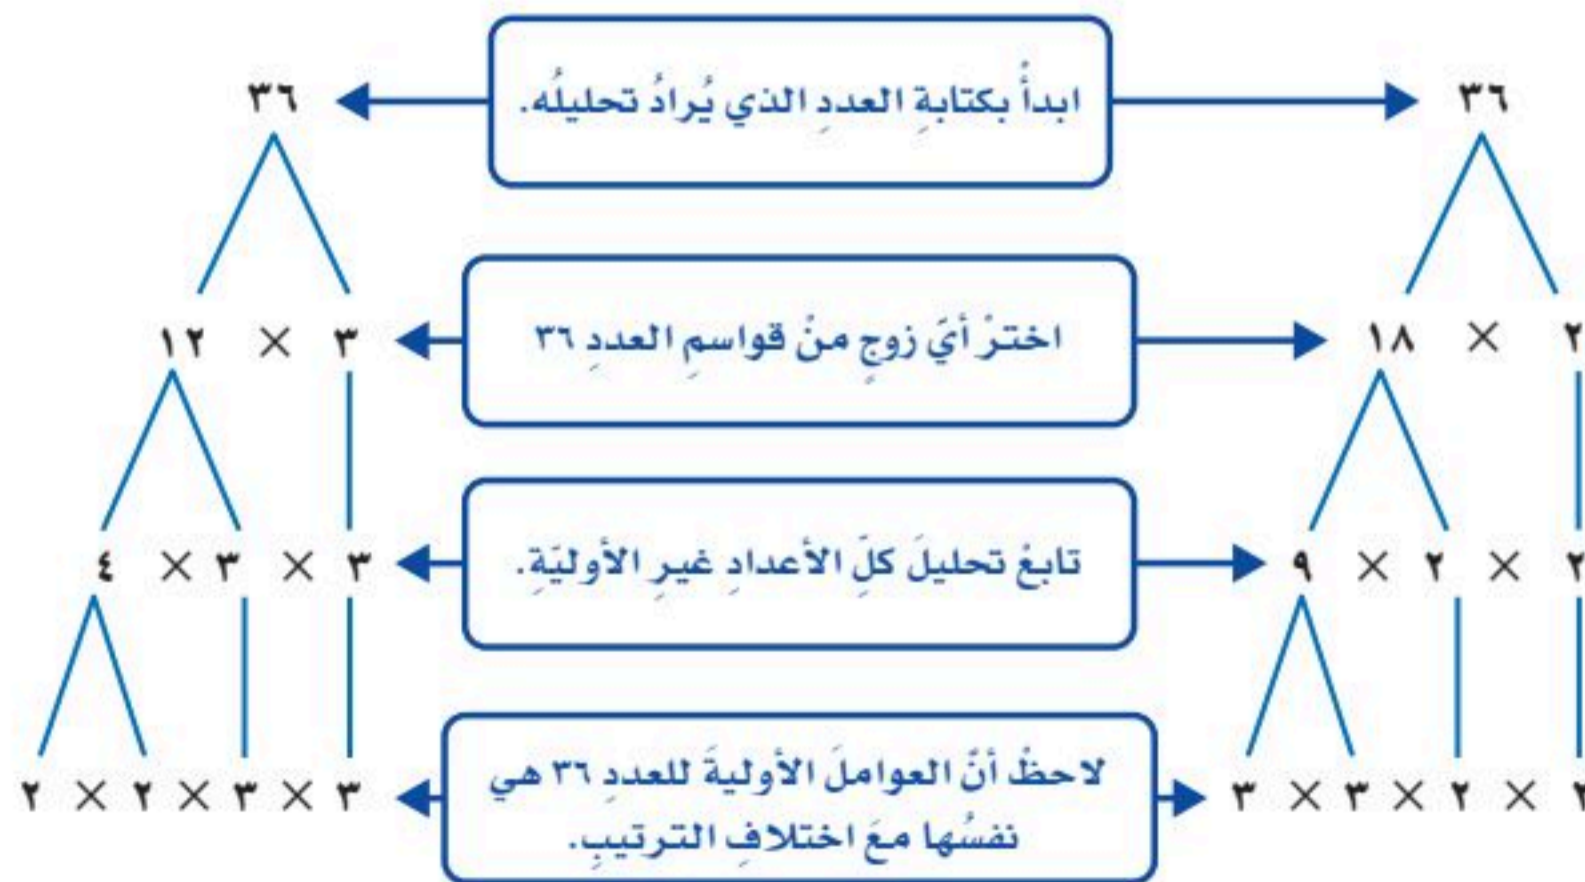 ٣٦
ابدأُ بكتابةِ العددِ الذي يُرادُ تحليلُه.
٣٦
١٨ × ٢
اخترْ أيَّ زوجٍ منْ قواسمِ العددِ ٣٦
١٢ × ٣
٩ × ٢ × ٢
تابعْ تحليلَ كلِّ الأعدادِ غيرِ الأوليّةِ.
٤ × ٣ × ٣
٣ × ٣ × ٢ × ٢
لاحظْ أنَّ العواملَ الأوليةَ للعددِ ٣٦ هي
نفسُها معَ اختلافِ الترتيبِ.
٢ × ٢ × ٣ × ٣